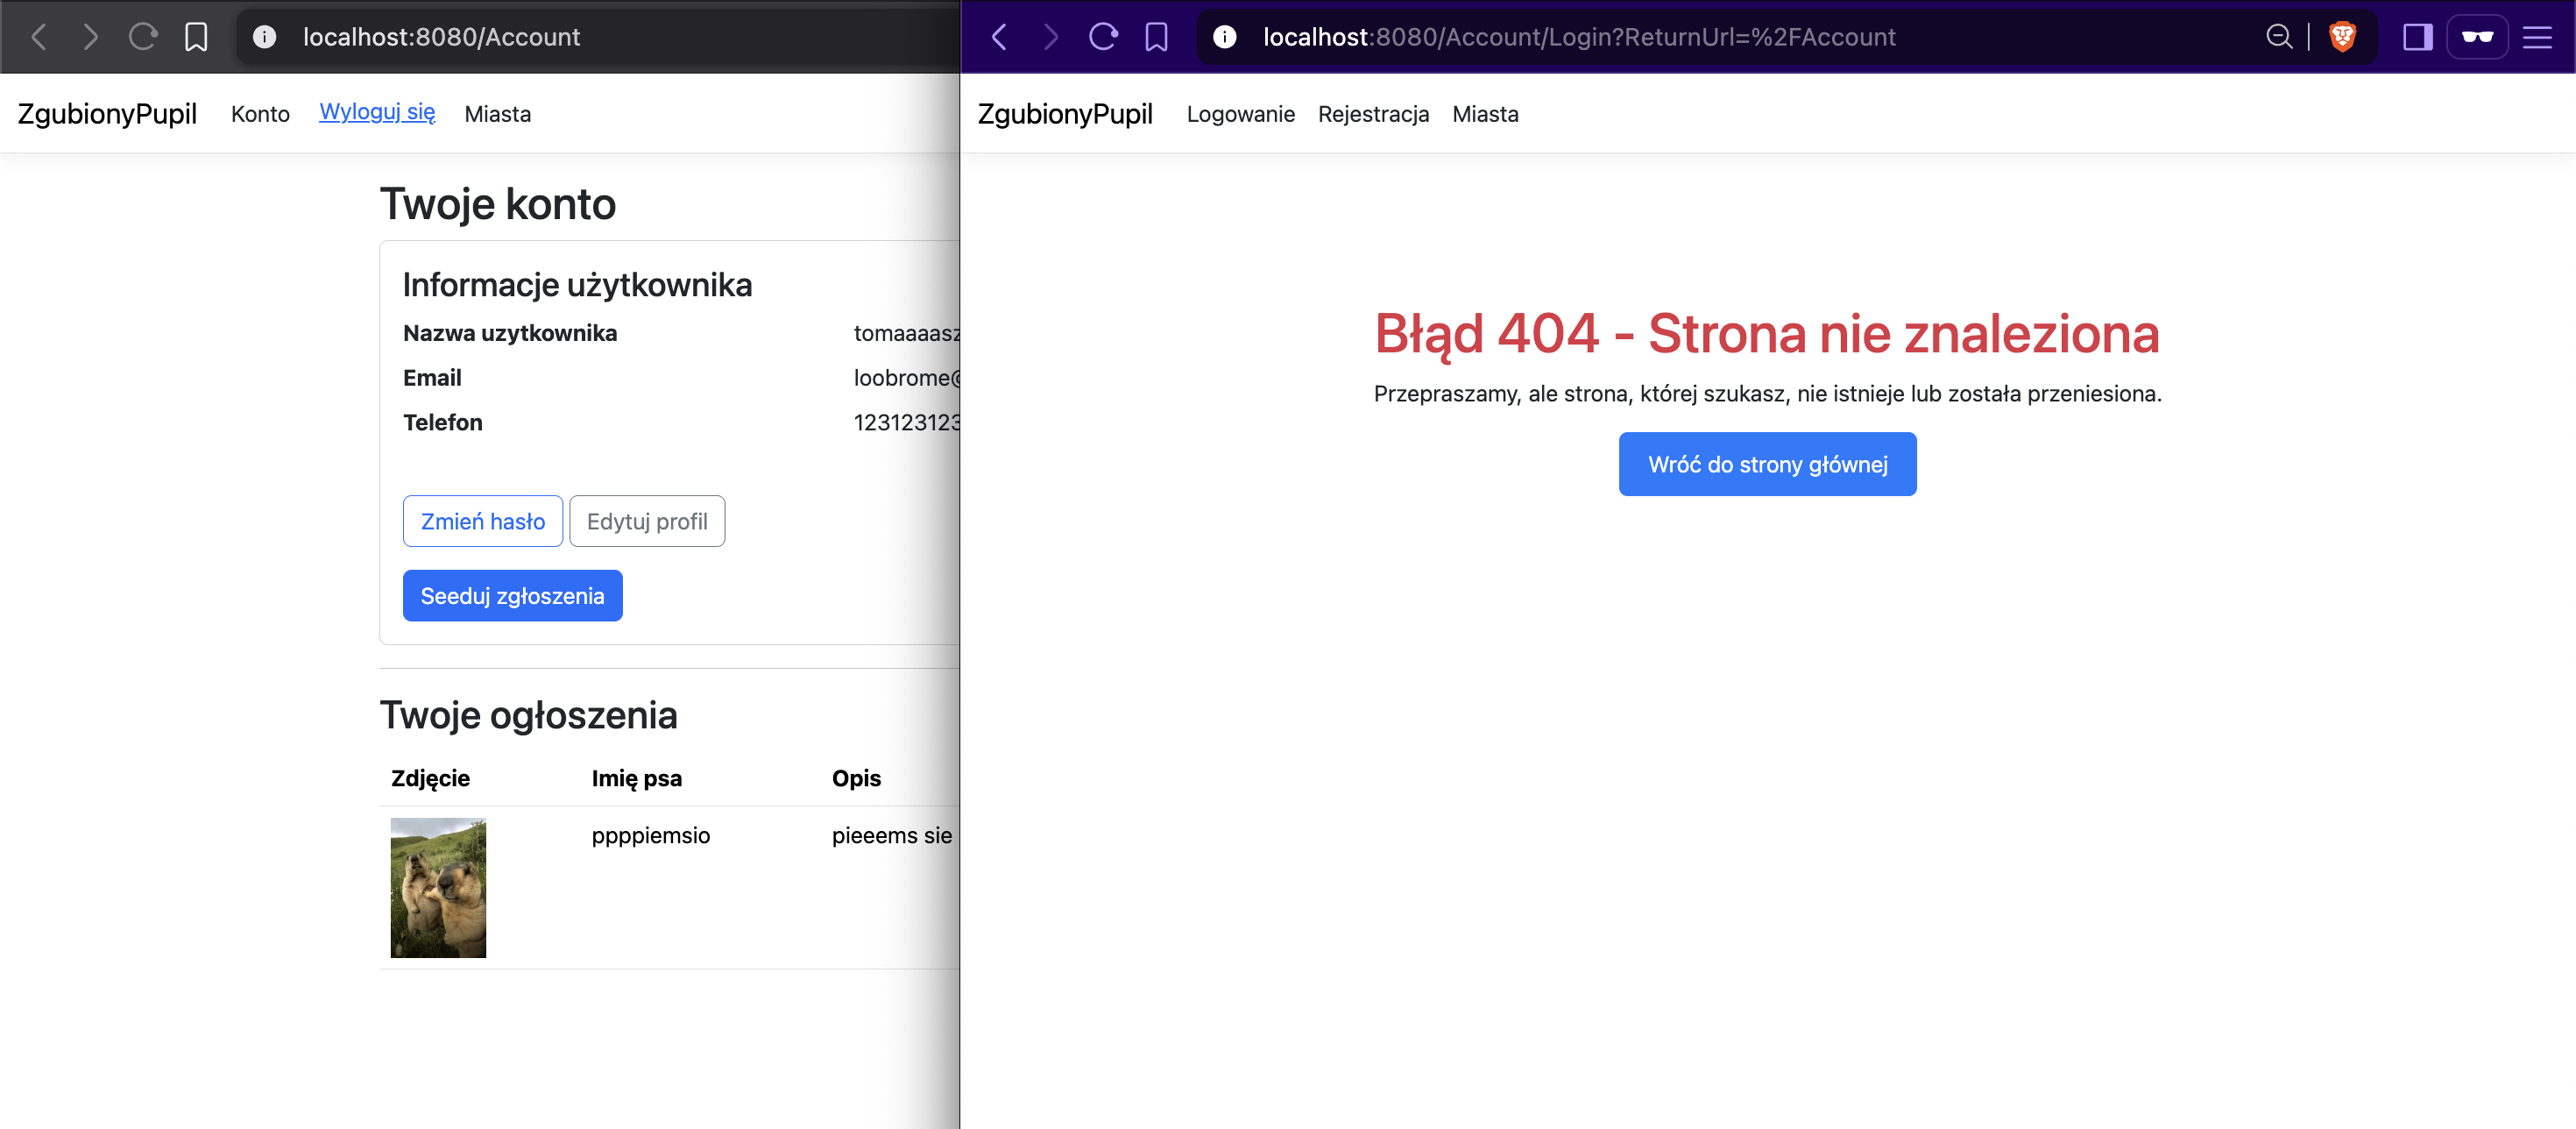 localhost:8080/Account
ZgubionyPupil Konto Wyloguj się Miasta
Twoje konto
Informacje użytkownika
Nazwa uzytkownika tomaaaasz
Email loobrome@
Telefon 123123123
Zmień hasło Edytuj profil
Seeduj zgłoszenia
Twoje ogłoszenia
Zdjęcie Imię psa Opis
ppppiemsio pieeems sie
localhost:8080/Account/Login?ReturnUrl=%2FAccount
ZgubionyPupil Logowanie Rejestracja Miasta
Błąd 404 - Strona nie znaleziona
Przepraszamy, ale strona, której szukasz, nie istnieje lub została przeniesiona.
Wróć do strony głównej